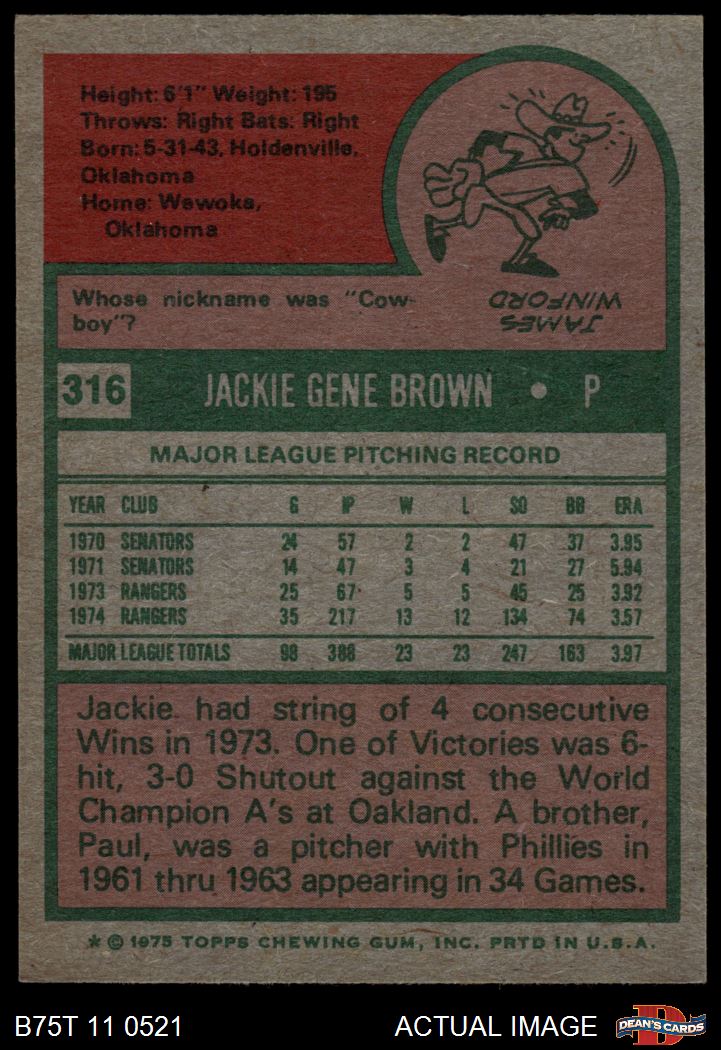 Height: 6'1" Weight: 195
Throws: Right Bats: Right
Born: 5-31-43, Holdenville,
Oklahoma
Home: Wewoka,
Oklahoma
Whose nickname was "Cow-
boy"?
JAMES
WINFORD
316 JACKIE GENE BROWN • P
MAJOR LEAGUE PITCHING RECORD
YEAR CLUB G IP W L SO BB ERA
1970 SENATORS 24 57 2 2 47 37 3.95
1971 SENATORS 14 47 3 4 21 27 5.94
1973 RANGERS 25 67 5 5 45 25 3.92
1974 RANGERS 35 217 13 12 134 74 3.57
MAJOR LEAGUE TOTALS 98 388 23 23 247 163 3.97
Jackie had string of 4 consecutive
Wins in 1973. One of Victories was 6-
hit, 3-0 Shutout against the World
Champion A's at Oakland. A brother,
Paul, was a pitcher with Phillies in
1961 thru 1963 appearing in 34 Games.
* © 1975 TOPPS CHEWING GUM, INC. PRTD IN U.S.A.
B75T 11 0521 ACTUAL IMAGE DEAN'S CARDS